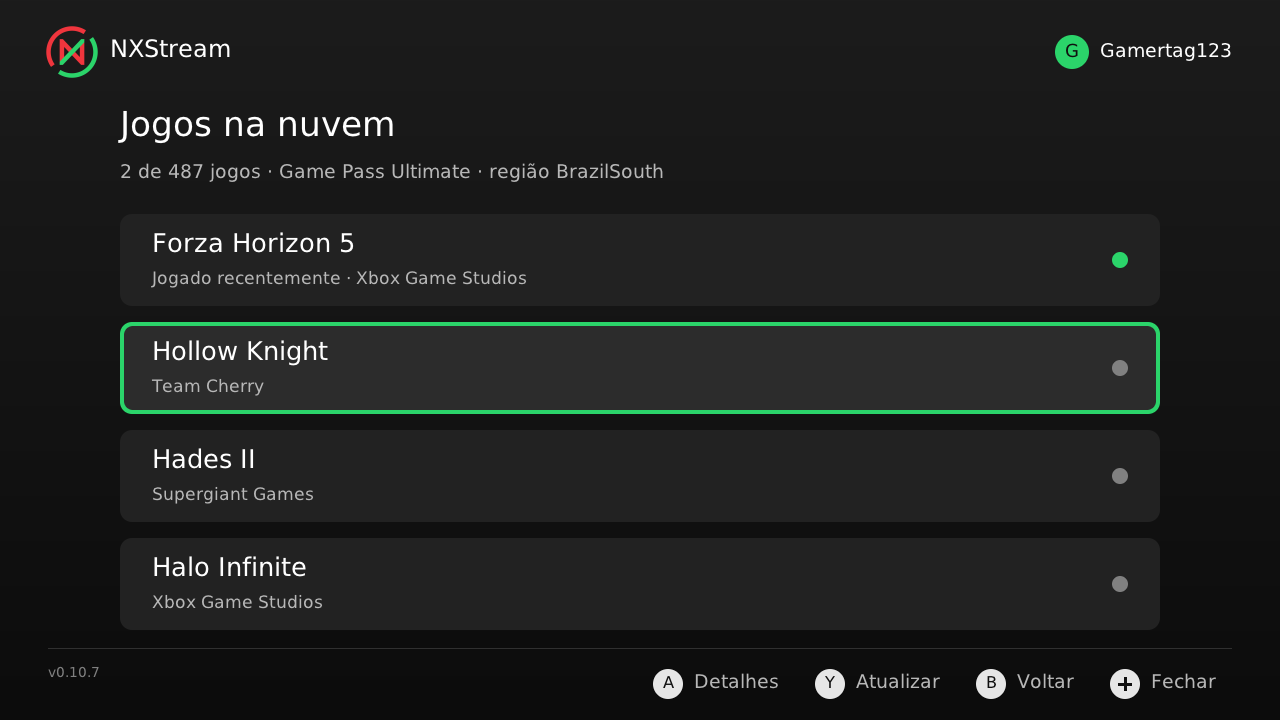 NXStream
G Gamertag123
Jogos na nuvem
2 de 487 jogos · Game Pass Ultimate · região BrazilSouth
Forza Horizon 5
Jogado recentemente · Xbox Game Studios
Hollow Knight
Team Cherry
Hades II
Supergiant Games
Halo Infinite
Xbox Game Studios
v0.10.7
A Detalhes Y Atualizar B Voltar + Fechar